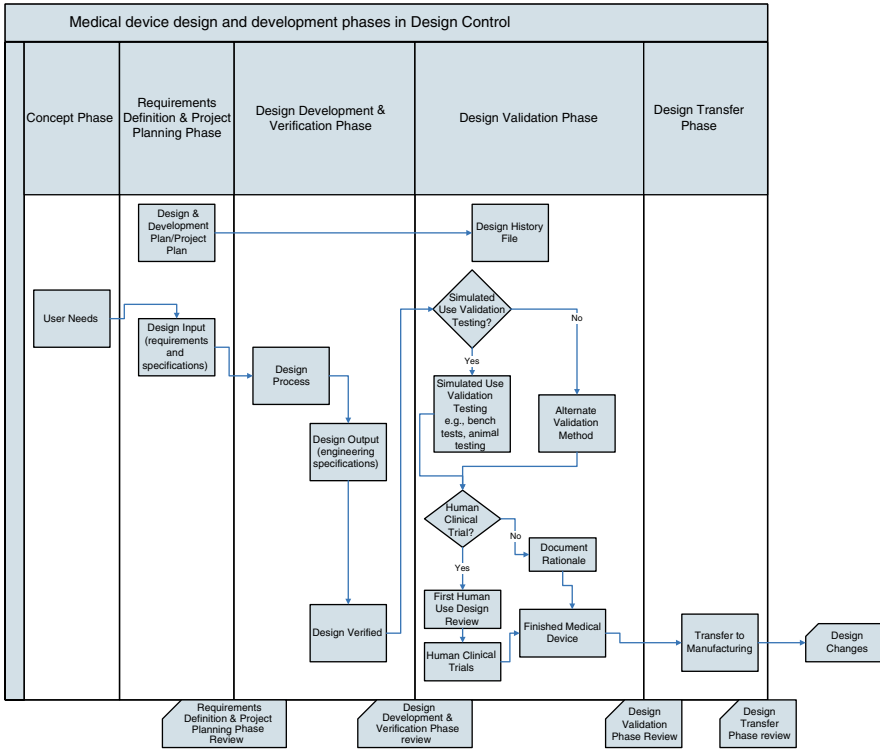 Medical device design and development phases in Design Control
Concept Phase
Requirements
Definition & Project
Planning Phase
Design Development &
Verification Phase
Design Validation Phase
Design Transfer
Phase
Design &
Development
Plan/Project
Plan
Design History
File
User Needs
Design Input
(requirements
and
specifications)
Design
Process
Design Output
(engineering
specifications)
Design Verified
Simulated
Use Validation
Testing?
No
Yes
Simulated Use
Validation
Testing
e.g., bench
tests, animal
testing
Alternate
Validation
Method
Human
Clinical
Trial?
No
Yes
Document
Rationale
First Human
Use Design
Review
Human Clinical
Trials
Finished Medical
Device
Transfer to
Manufacturing
Design
Changes
Requirements
Definition & Project
Planning Phase
Review
Design
Development &
Verification Phase
review
Design
Validation
Phase Review
Design
Transfer
Phase review